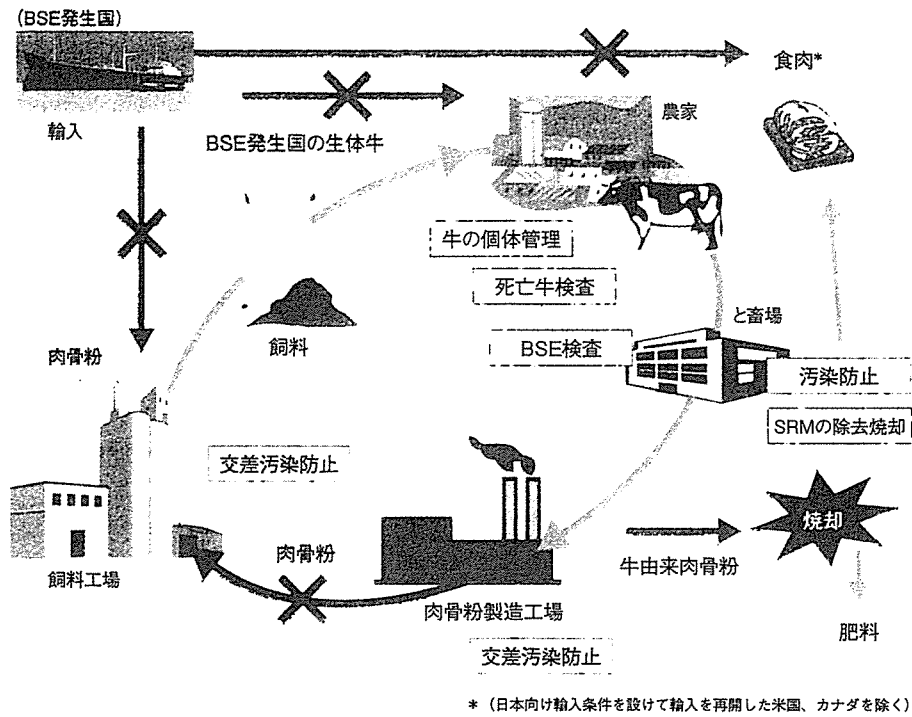 (BSE発生国)
食肉*
輸入
農家
BSE発生国の生体牛
牛の個体管理
死亡牛検査
と畜場
BSE検査
飼料
肉骨粉
汚染防止
SRMの除去焼却
交差汚染防止
焼却
肉骨粉
牛由来肉骨粉
飼料工場
肉骨粉製造工場
肥料
交差汚染防止
* (日本向け輸入条件を設けて輸入を再開した米国、カナダを除く)